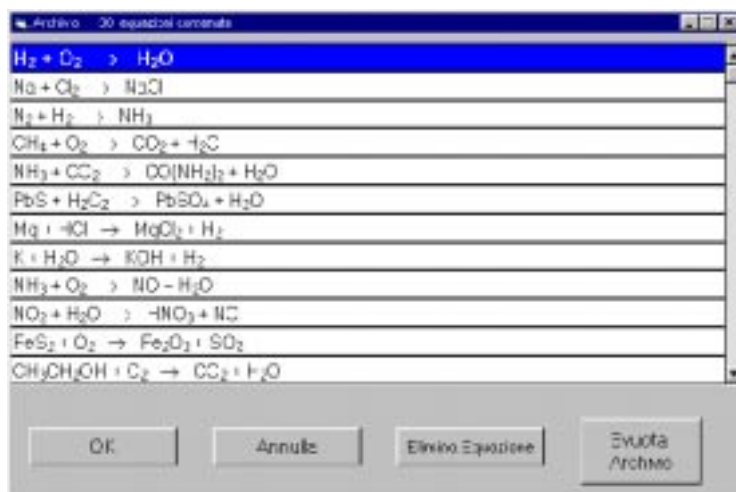 Archivio 30 equazioni contenute
H₂ + O₂ → H₂O
Na + Cl₂ → NaCl
N₂ + H₂ → NH₃
CH₄ + O₂ → CO₂ + H₂O
NH₃ + CO₂ → CO(NH₂)₂ + H₂O
PbS + H₂O₂ → PbSO₄ + H₂O
Mg + HCl → MgCl₂ + H₂
K + H₂O → KOH + H₂
NH₃ + O₂ → NO + H₂O
NO₂ + H₂O → HNO₃ + NO
FeS₂ + O₂ → Fe₂O₃ + SO₂
CH₃CH₂OH + O₂ → CO₂ + H₂O
OK
Annulla
Elimina Equazione
Svuota
Archivio